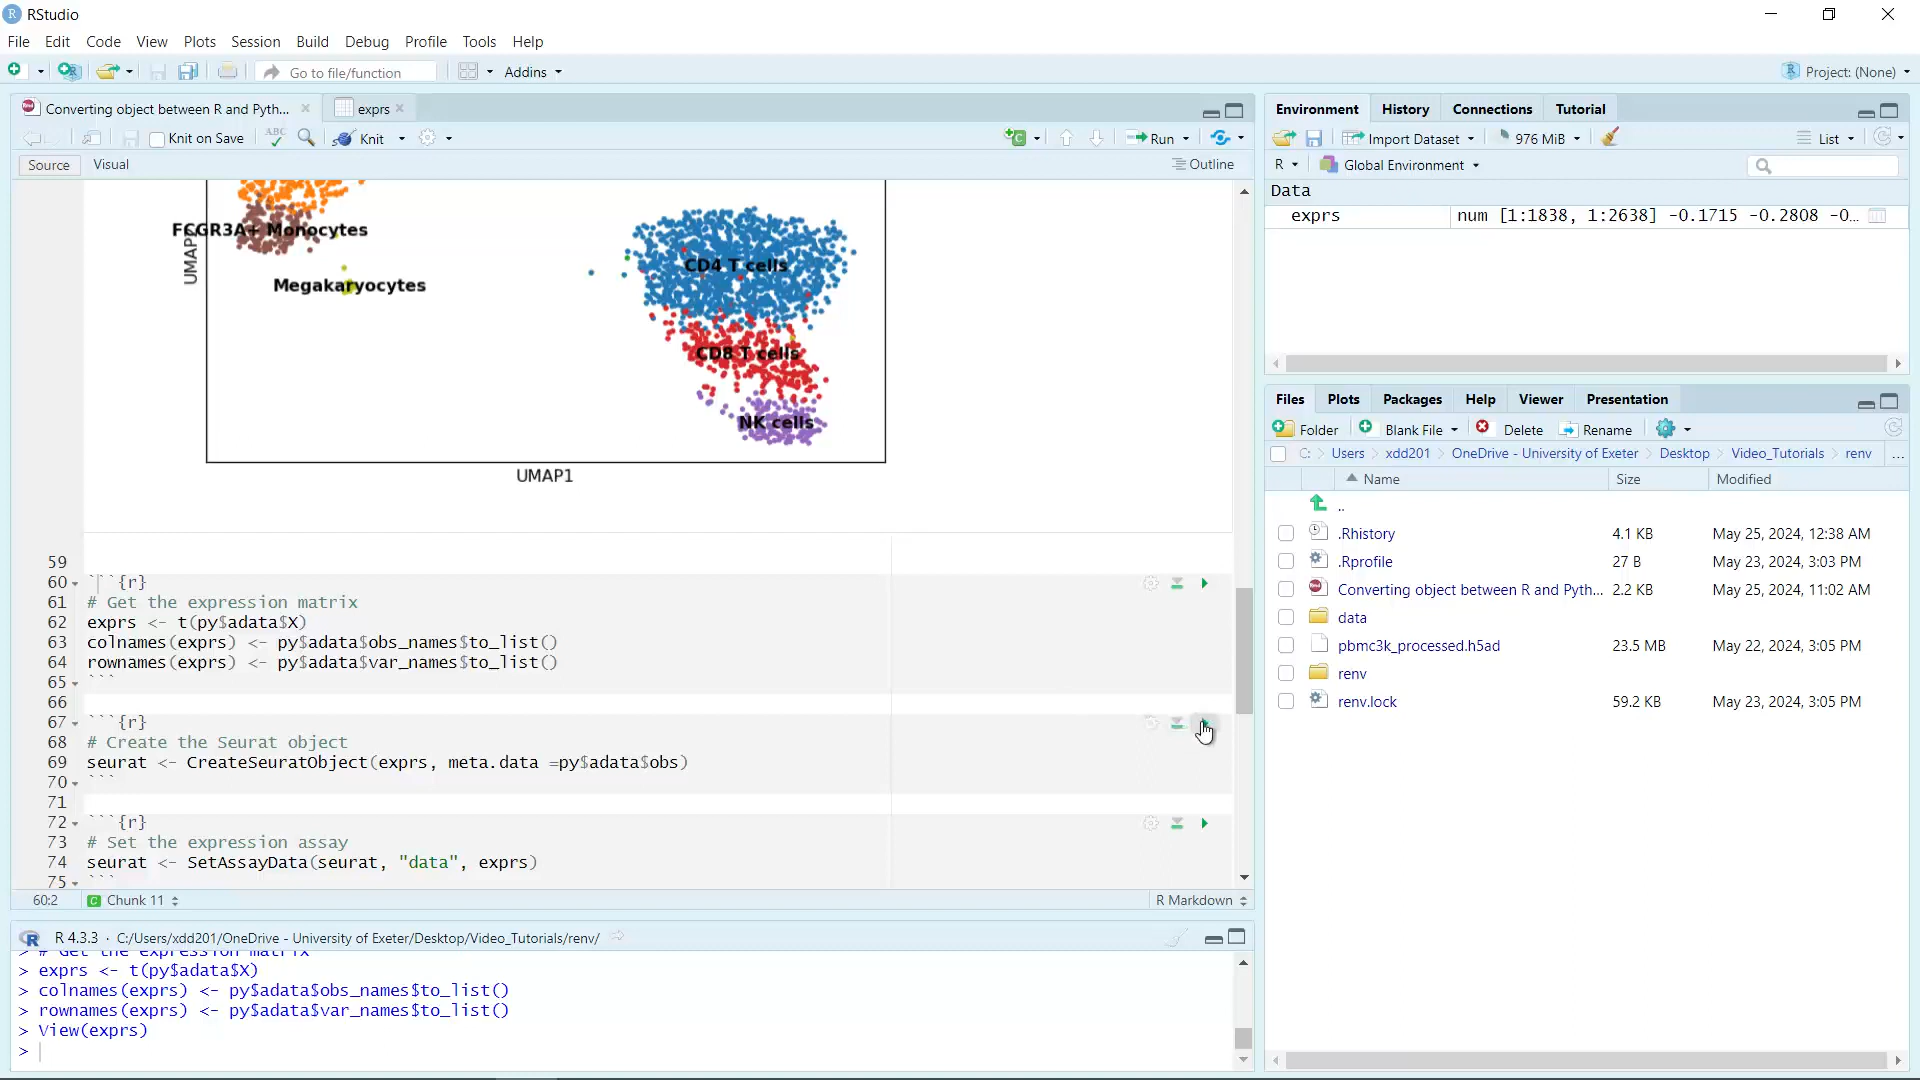 RStudio
File Edit Code View Plots Session Build Debug Profile Tools Help
Go to file/function Addins Project: (None)
Converting object between R and Pyth... exprs
Knit on Save ABC Knit Run
Source Visual Outline
FCGR3A+ Monocytes
UMAP
CD4 T cells
Megakaryocytes
CD8 T cells
NK cells
UMAP1
59
60 ```{r}
61 # Get the expression matrix
62 exprs <- t(py$adata$X)
63 colnames(exprs) <- py$adata$obs_names$to_list()
64 rownames(exprs) <- py$adata$var_names$to_list()
65 ```
66
67 ```{r}
68 # Create the Seurat object
69 seurat <- CreateSeuratObject(exprs, meta.data =py$adata$obs)
70 ```
71
72 ```{r}
73 # Set the expression assay
74 seurat <- SetAssayData(seurat, "data", exprs)
75 ```
60:2 Chunk 11 R Markdown
R 4.3.3 · C:/Users/xdd201/OneDrive - University of Exeter/Desktop/Video_Tutorials/renv/
> # Get the expression matrix
> exprs <- t(py$adata$X)
> colnames(exprs) <- py$adata$obs_names$to_list()
> rownames(exprs) <- py$adata$var_names$to_list()
> View(exprs)
>
Environment History Connections Tutorial
Import Dataset 976 MiB List
R Global Environment
Data
exprs num [1:1838, 1:2638] -0.1715 -0.2808 -0...
Files Plots Packages Help Viewer Presentation
Folder Blank File Delete Rename
C: Users xdd201 OneDrive - University of Exeter Desktop Video_Tutorials renv ...
Name Size Modified
..
.Rhistory 4.1 KB May 25, 2024, 12:38 AM
.Rprofile 27 B May 23, 2024, 3:03 PM
Converting object between R and Pyth... 2.2 KB May 25, 2024, 11:02 AM
data
pbmc3k_processed.h5ad 23.5 MB May 22, 2024, 3:05 PM
renv
renv.lock 59.2 KB May 23, 2024, 3:05 PM